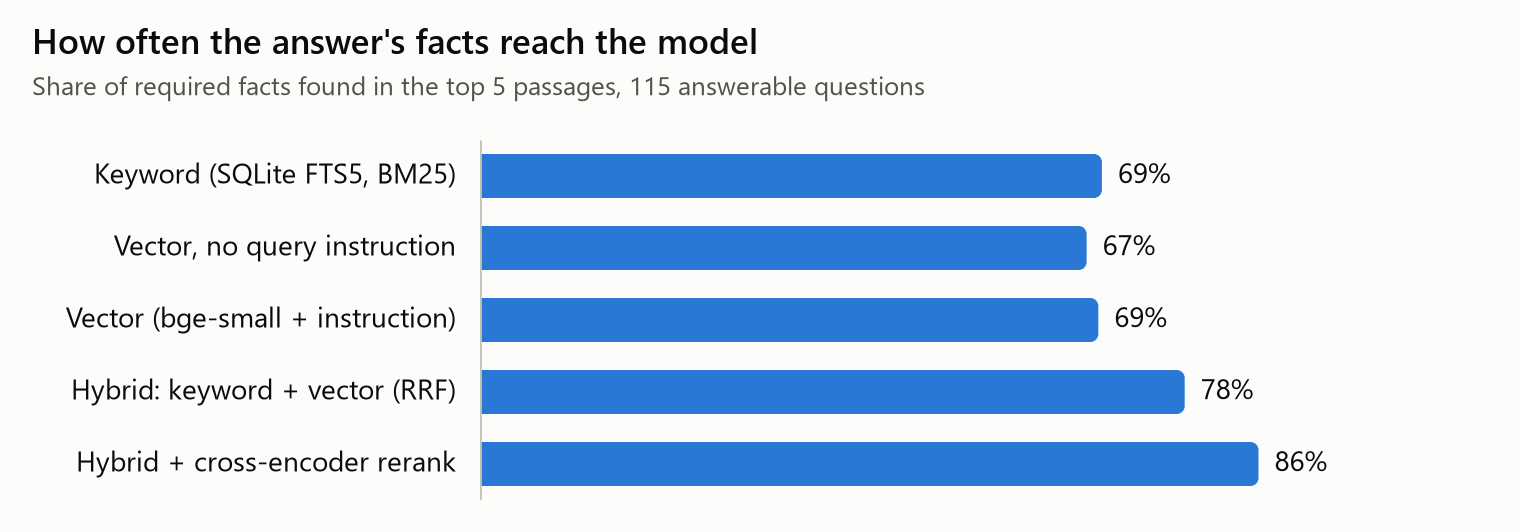 How often the answer's facts reach the model
Share of required facts found in the top 5 passages, 115 answerable questions
Keyword (SQLite FTS5, BM25) 69%
Vector, no query instruction 67%
Vector (bge-small + instruction) 69%
Hybrid: keyword + vector (RRF) 78%
Hybrid + cross-encoder rerank 86%